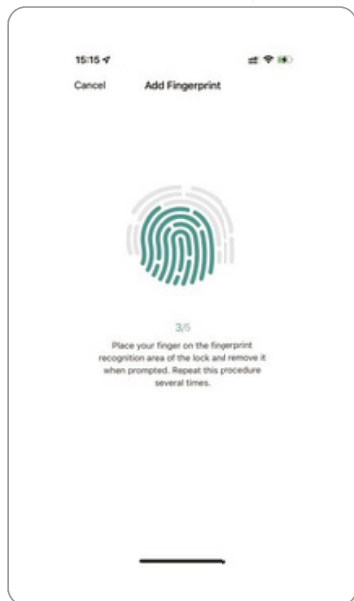 15:15
Cancel Add Fingerprint
3/5
Place your finger on the fingerprint
recognition area of the lock and remove it
when prompted. Repeat this procedure
several times.